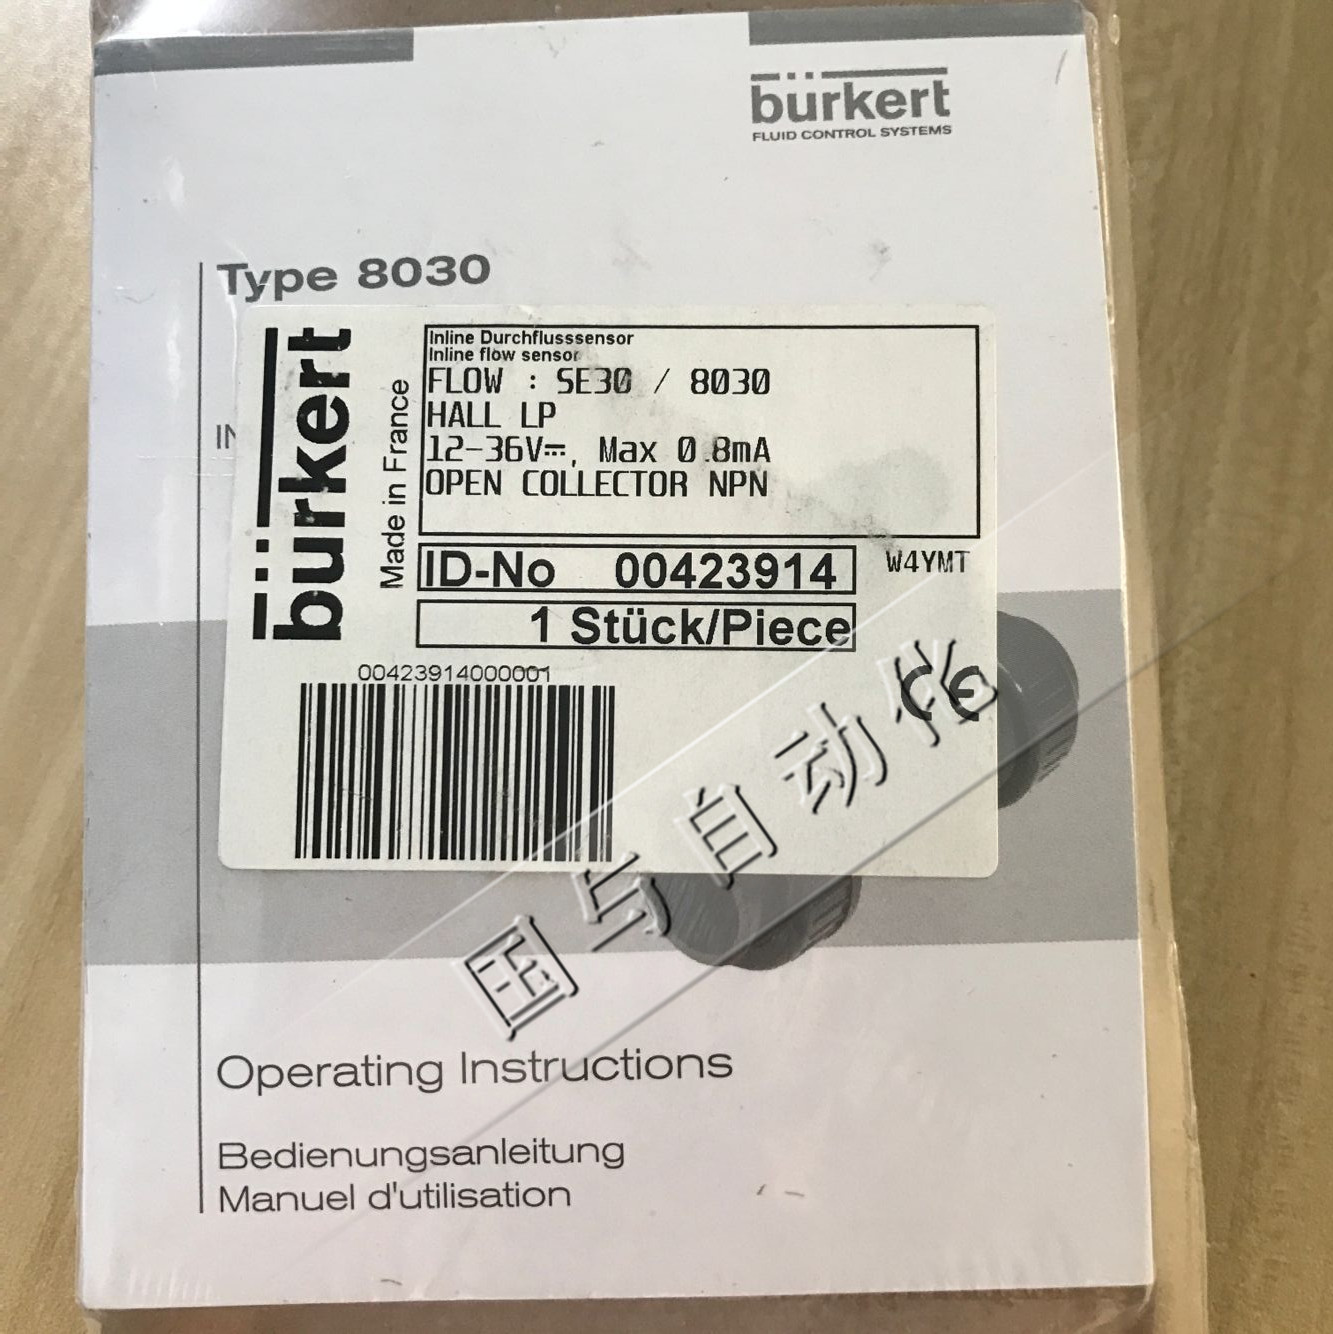 bürkert
FLUID CONTROL SYSTEMS
Type 8030
IN
bürkert
Made in France
Inline Durchflusssensor
Inline flow sensor
FLOW : SE30 / 8030
HALL LP
12-36V⎓, Max 0.8mA
OPEN COLLECTOR NPN
ID-No 00423914
W4YMT
1 Stück/Piece
00423914000001
CE
国与自动化
Operating Instructions
Bedienungsanleitung
Manuel d'utilisation